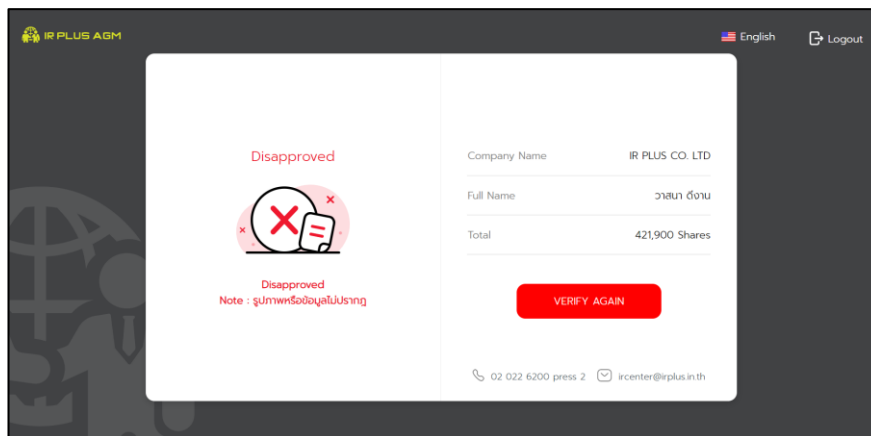 IR PLUS AGM
English
Logout
Disapproved
Disapproved
Note : รูปภาพหรือข้อมูลไม่ปรากฏ
Company Name IR PLUS CO. LTD
Full Name วาสนา ดีงาน
Total 421,900 Shares
VERIFY AGAIN
02 022 6200 press 2 ircenter@irplus.in.th